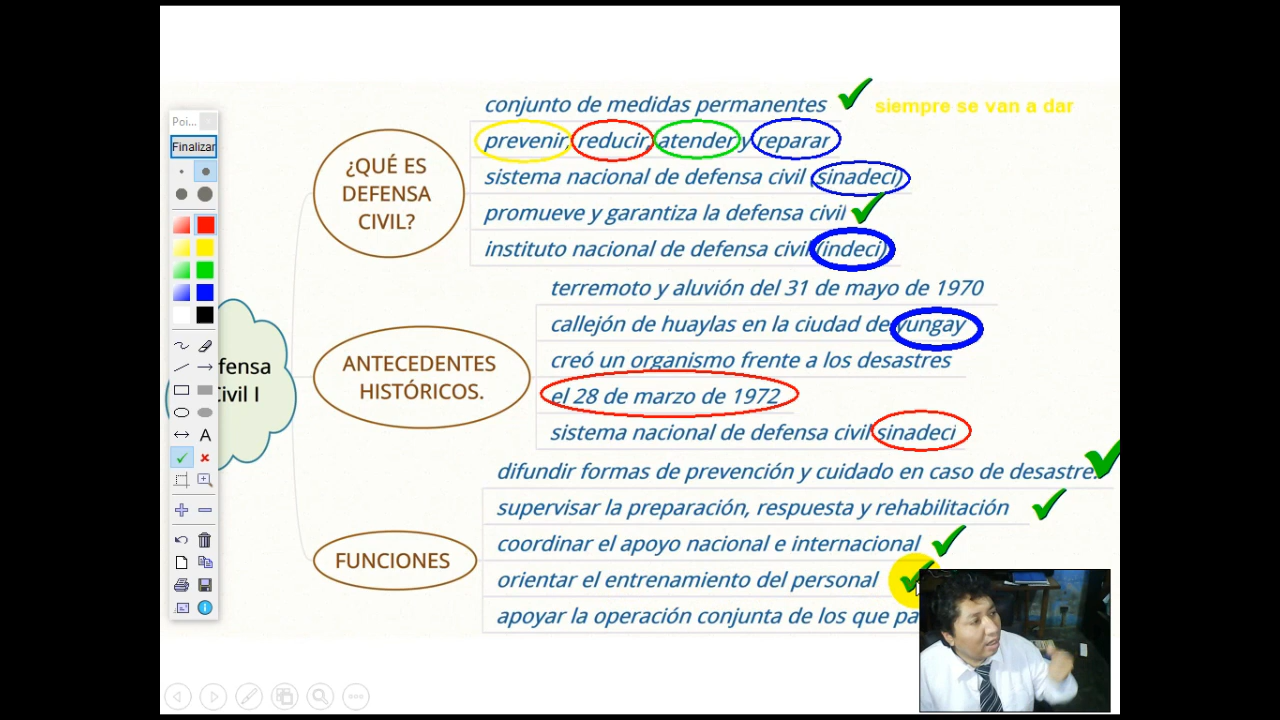 conjunto de medidas permanentes
siempre se van a dar
prevenir, reducir, atender y reparar
sistema nacional de defensa civil (sinadeci)
promueve y garantiza la defensa civil
instituto nacional de defensa civil (indeci)
¿QUÉ ES
DEFENSA
CIVIL?
terremoto y aluvión del 31 de mayo de 1970
callejón de huaylas en la ciudad de yungay
creó un organismo frente a los desastres
el 28 de marzo de 1972
sistema nacional de defensa civil sinadeci
ANTECEDENTES
HISTÓRICOS.
difundir formas de prevención y cuidado en caso de desastre.
supervisar la preparación, respuesta y rehabilitación
coordinar el apoyo nacional e internacional
orientar el entrenamiento del personal
apoyar la operación conjunta de los que pa
FUNCIONES
fensa
ivil I
Poi...
Finalizar
A